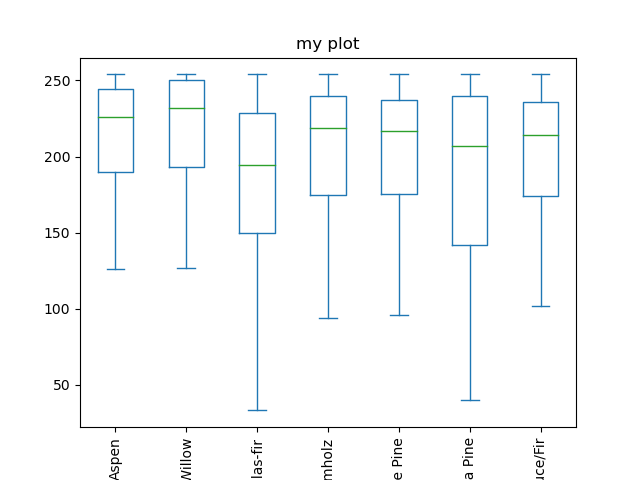 my plot
250
200
150
100
50
Aspen
Willow
las-fir
mholz
e Pine
a Pine
uce/Fir